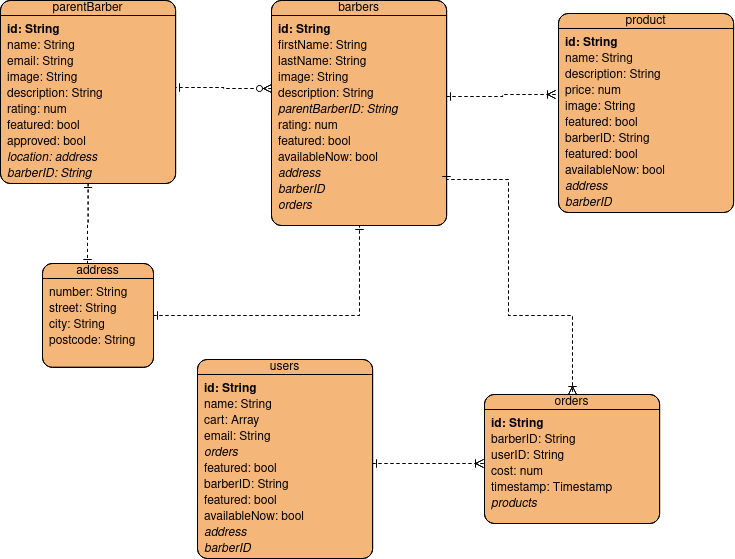 parentBarber
id: String
name: String
email: String
image: String
description: String
rating: num
featured: bool
approved: bool
location: address
barberID: String
barbers
id: String
firstName: String
lastName: String
image: String
description: String
parentBarberID: String
rating: num
featured: bool
availableNow: bool
address
barberID
orders
product
id: String
name: String
description: String
price: num
image: String
featured: bool
barberID: String
featured: bool
availableNow: bool
address
barberID
address
number: String
street: String
city: String
postcode: String
users
id: String
name: String
cart: Array
email: String
orders
featured: bool
barberID: String
featured: bool
availableNow: bool
address
barberID
orders
id: String
barberID: String
userID: String
cost: num
timestamp: Timestamp
products